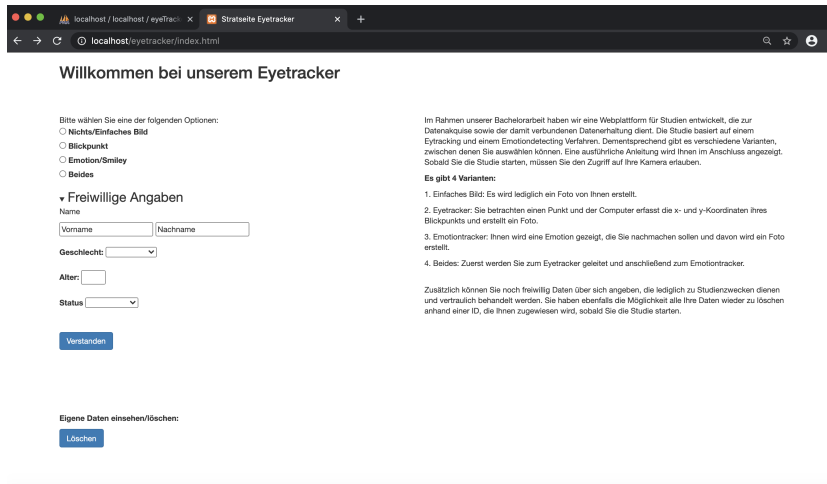 localhost / localhost / eyeTrack
Stratseite Eyetracker
localhost/eyetracker/index.html
Willkommen bei unserem Eyetracker
Bitte wählen Sie eine der folgenden Optionen:
Nichts/Einfaches Bild
Blickpunkt
Emotion/Smiley
Beides
Freiwillige Angaben
Name
Vorname Nachname
Geschlecht:
Alter:
Status
Verstanden
Eigene Daten einsehen/löschen:
Löschen
Im Rahmen unserer Bachelorarbeit haben wir eine Webplattform für Studien entwickelt, die zur
Datenakquise sowie der damit verbundenen Datenerhaltung dient. Die Studie basiert auf einem
Eytracking und einem Emotiondetecting Verfahren. Dementsprechend gibt es verschiedene Varianten,
zwischen denen Sie auswählen können. Eine ausführliche Anleitung wird Ihnen im Anschluss angezeigt.
Sobald Sie die Studie starten, müssen Sie den Zugriff auf Ihre Kamera erlauben.
Es gibt 4 Varianten:
1. Einfaches Bild: Es wird lediglich ein Foto von Ihnen erstellt.
2. Eyetracker: Sie betrachten einen Punkt und der Computer erfasst die x- und y-Koordinaten ihres
Blickpunkts und erstellt ein Foto.
3. Emotiontracker: Ihnen wird eine Emotion gezeigt, die Sie nachmachen sollen und davon wird ein Foto
erstellt.
4. Beides: Zuerst werden Sie zum Eyetracker geleitet und anschließend zum Emotiontracker.
Zusätzlich können Sie noch freiwillig Daten über sich angeben, die lediglich zu Studienzwecken dienen
und vertraulich behandelt werden. Sie haben ebenfalls die Möglichkeit alle Ihre Daten wieder zu löschen
anhand einer ID, die Ihnen zugewiesen wird, sobald Sie die Studie starten.